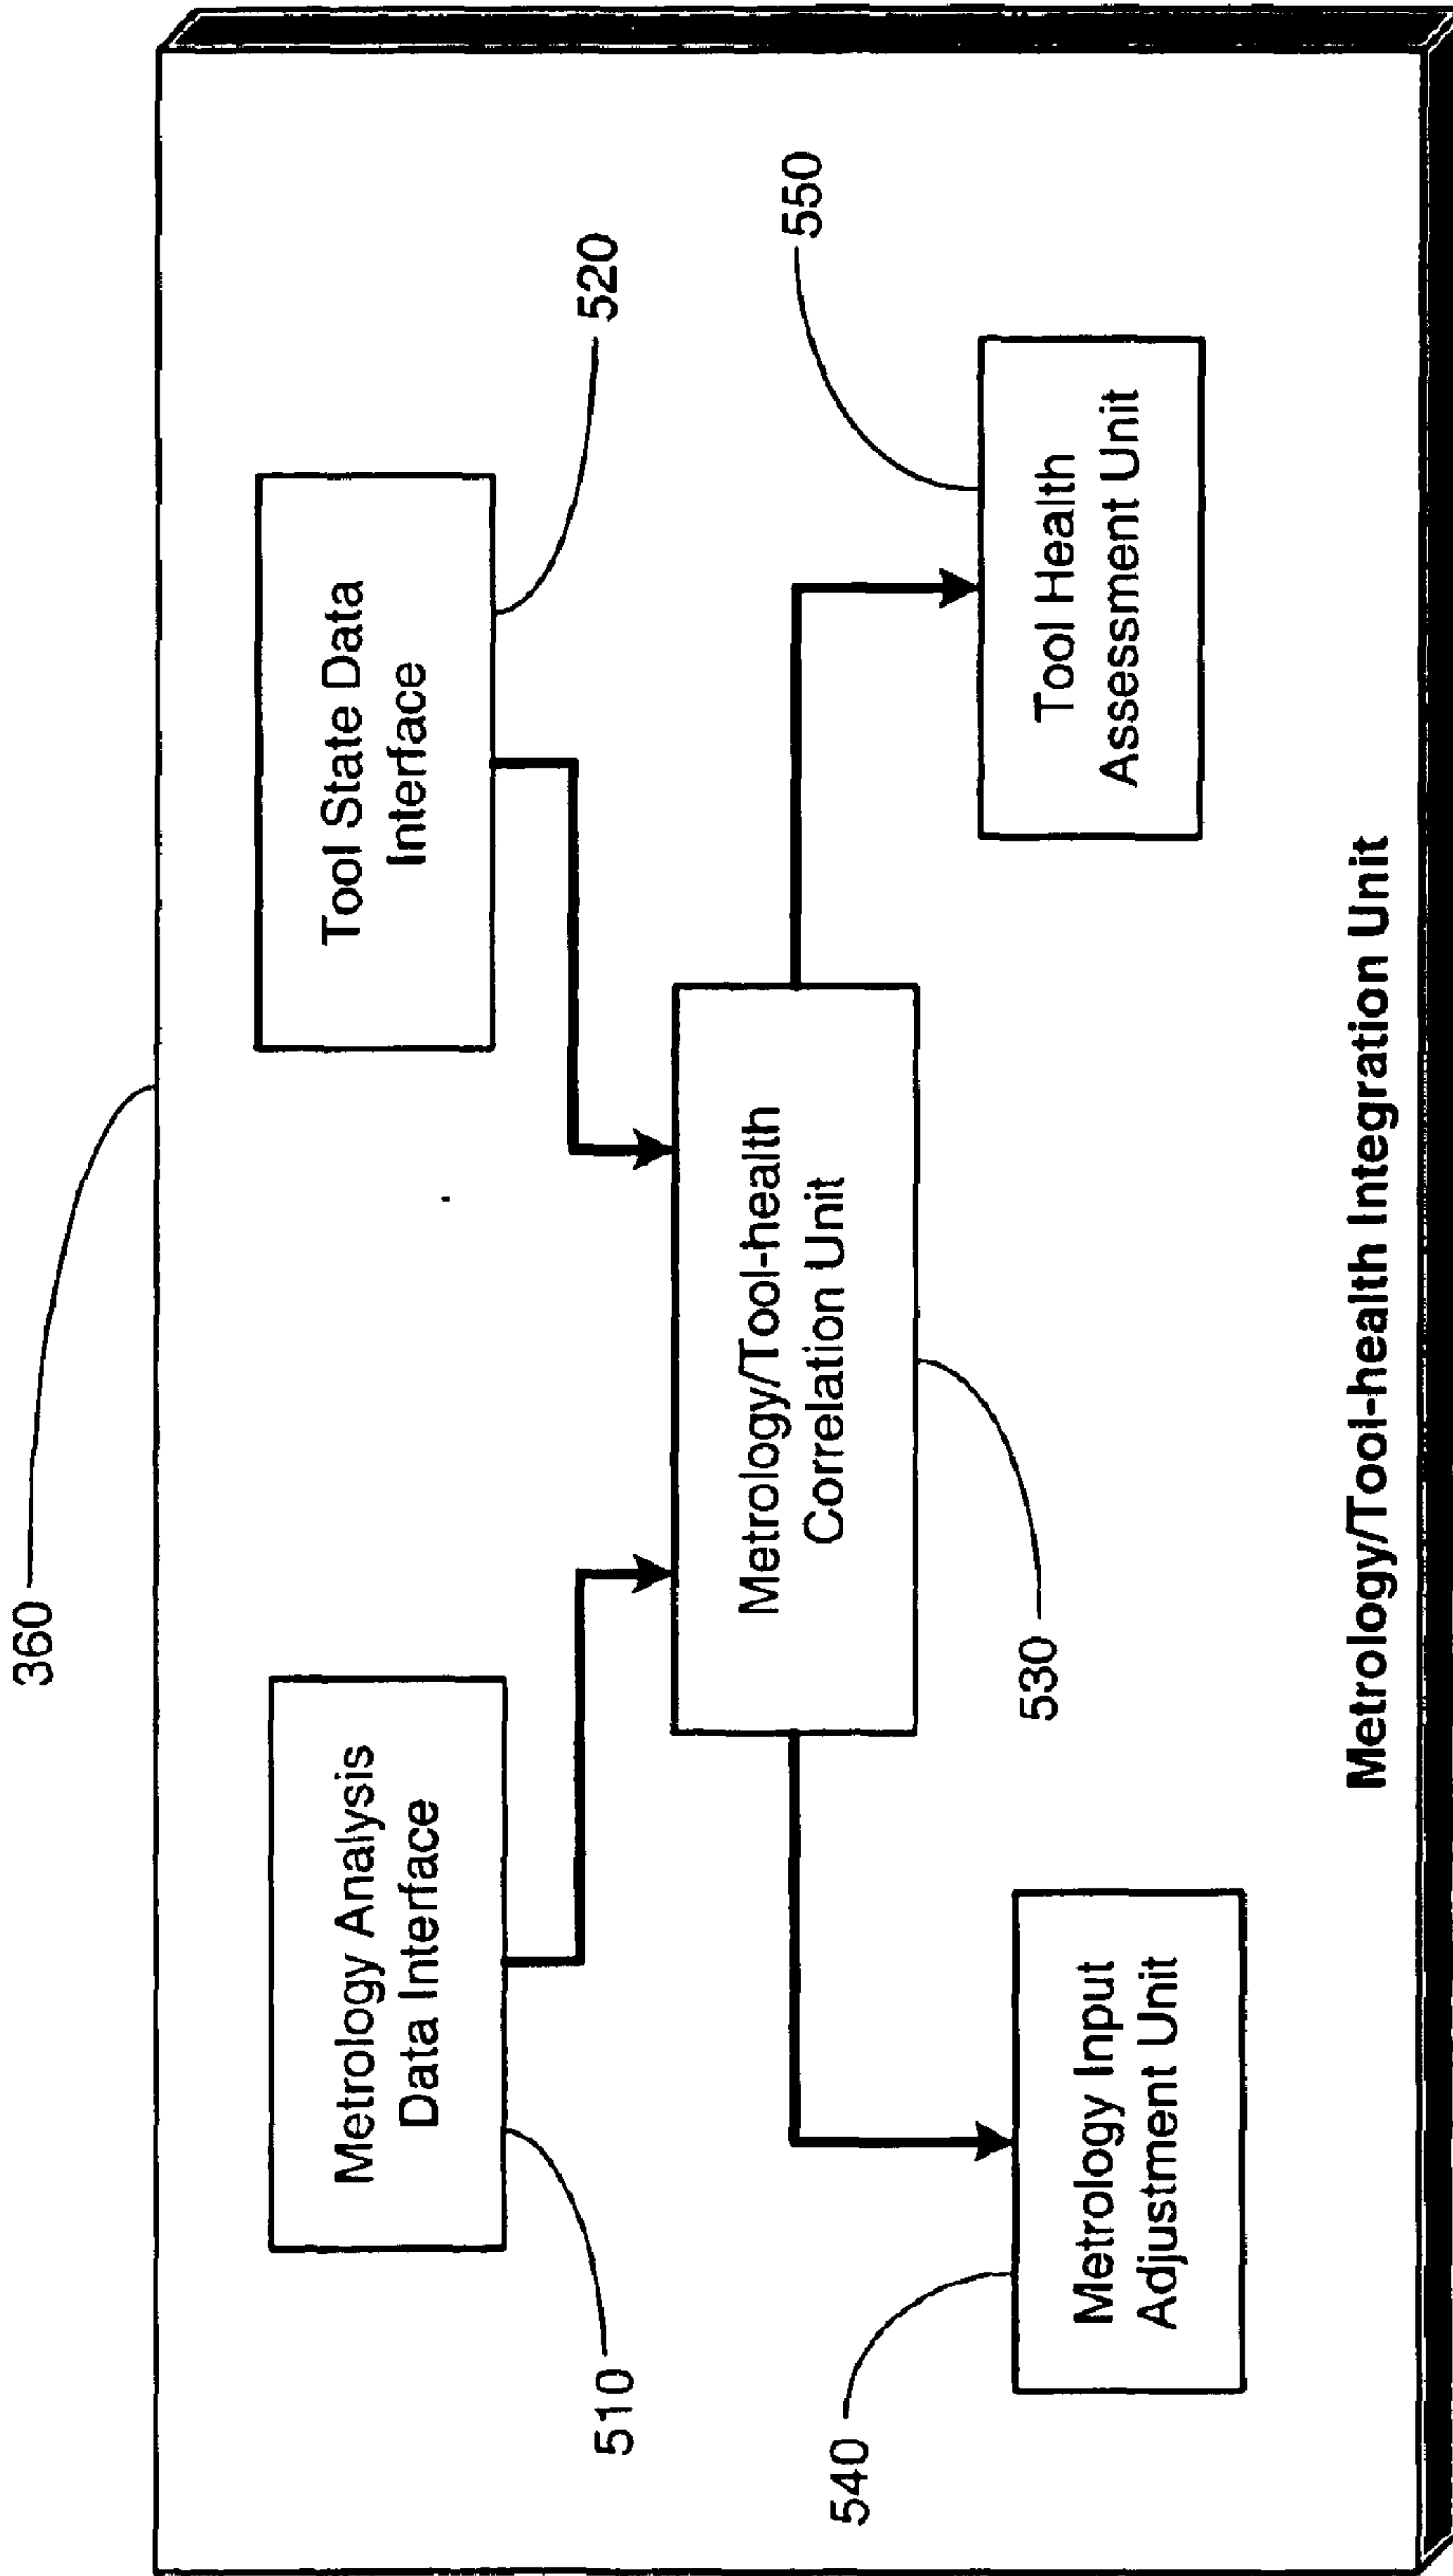 360
Metrology Analysis
Data Interface
510
Tool State Data
Interface
520
Metrology/Tool-health
Correlation Unit
530
Metrology Input
Adjustment Unit
540
Tool Health
Assessment Unit
550
Metrology/Tool-health Integration Unit